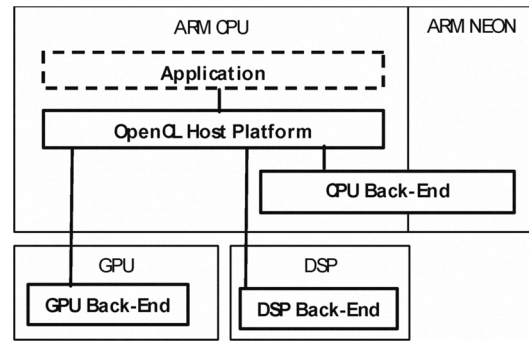 ARM CPU
ARM NEON
Application
OpenCL Host Platform
CPU Back-End
GPU
DSP
GPU Back-End
DSP Back-End